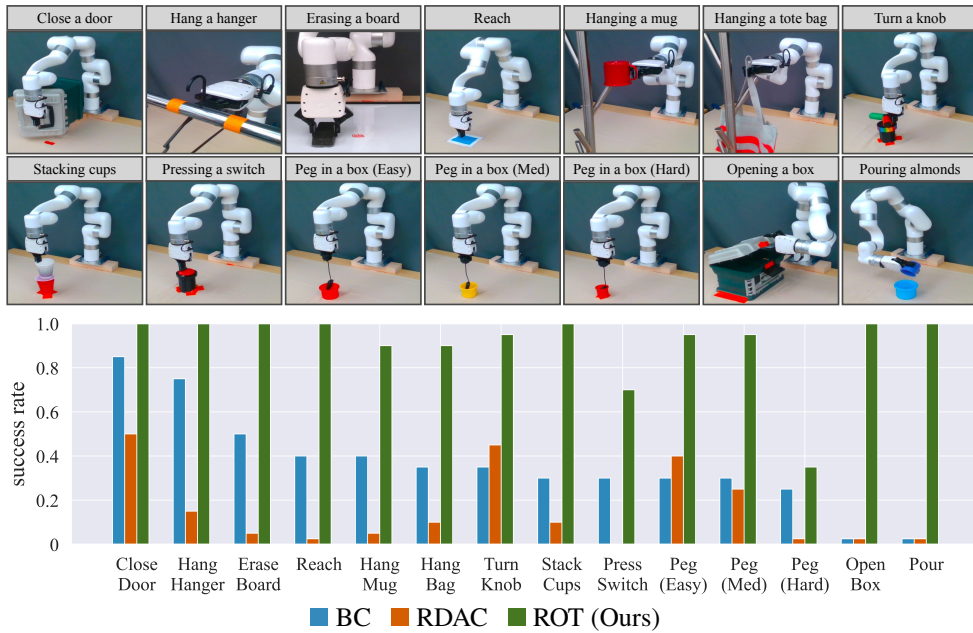 Close a door
Hang a hanger
Erasing a board
Reach
Hanging a mug
Hanging a tote bag
Turn a knob
Stacking cups
Pressing a switch
Peg in a box (Easy)
Peg in a box (Med)
Peg in a box (Hard)
Opening a box
Pouring almonds
success rate
1.0
0.8
0.6
0.4
0.2
0
Close
Door
Hang
Hanger
Erase
Board
Reach
Hang
Mug
Hang
Bag
Turn
Knob
Stack
Cups
Press
Switch
Peg
(Easy)
Peg
(Med)
Peg
(Hard)
Open
Box
Pour
BC
RDAC
ROT (Ours)